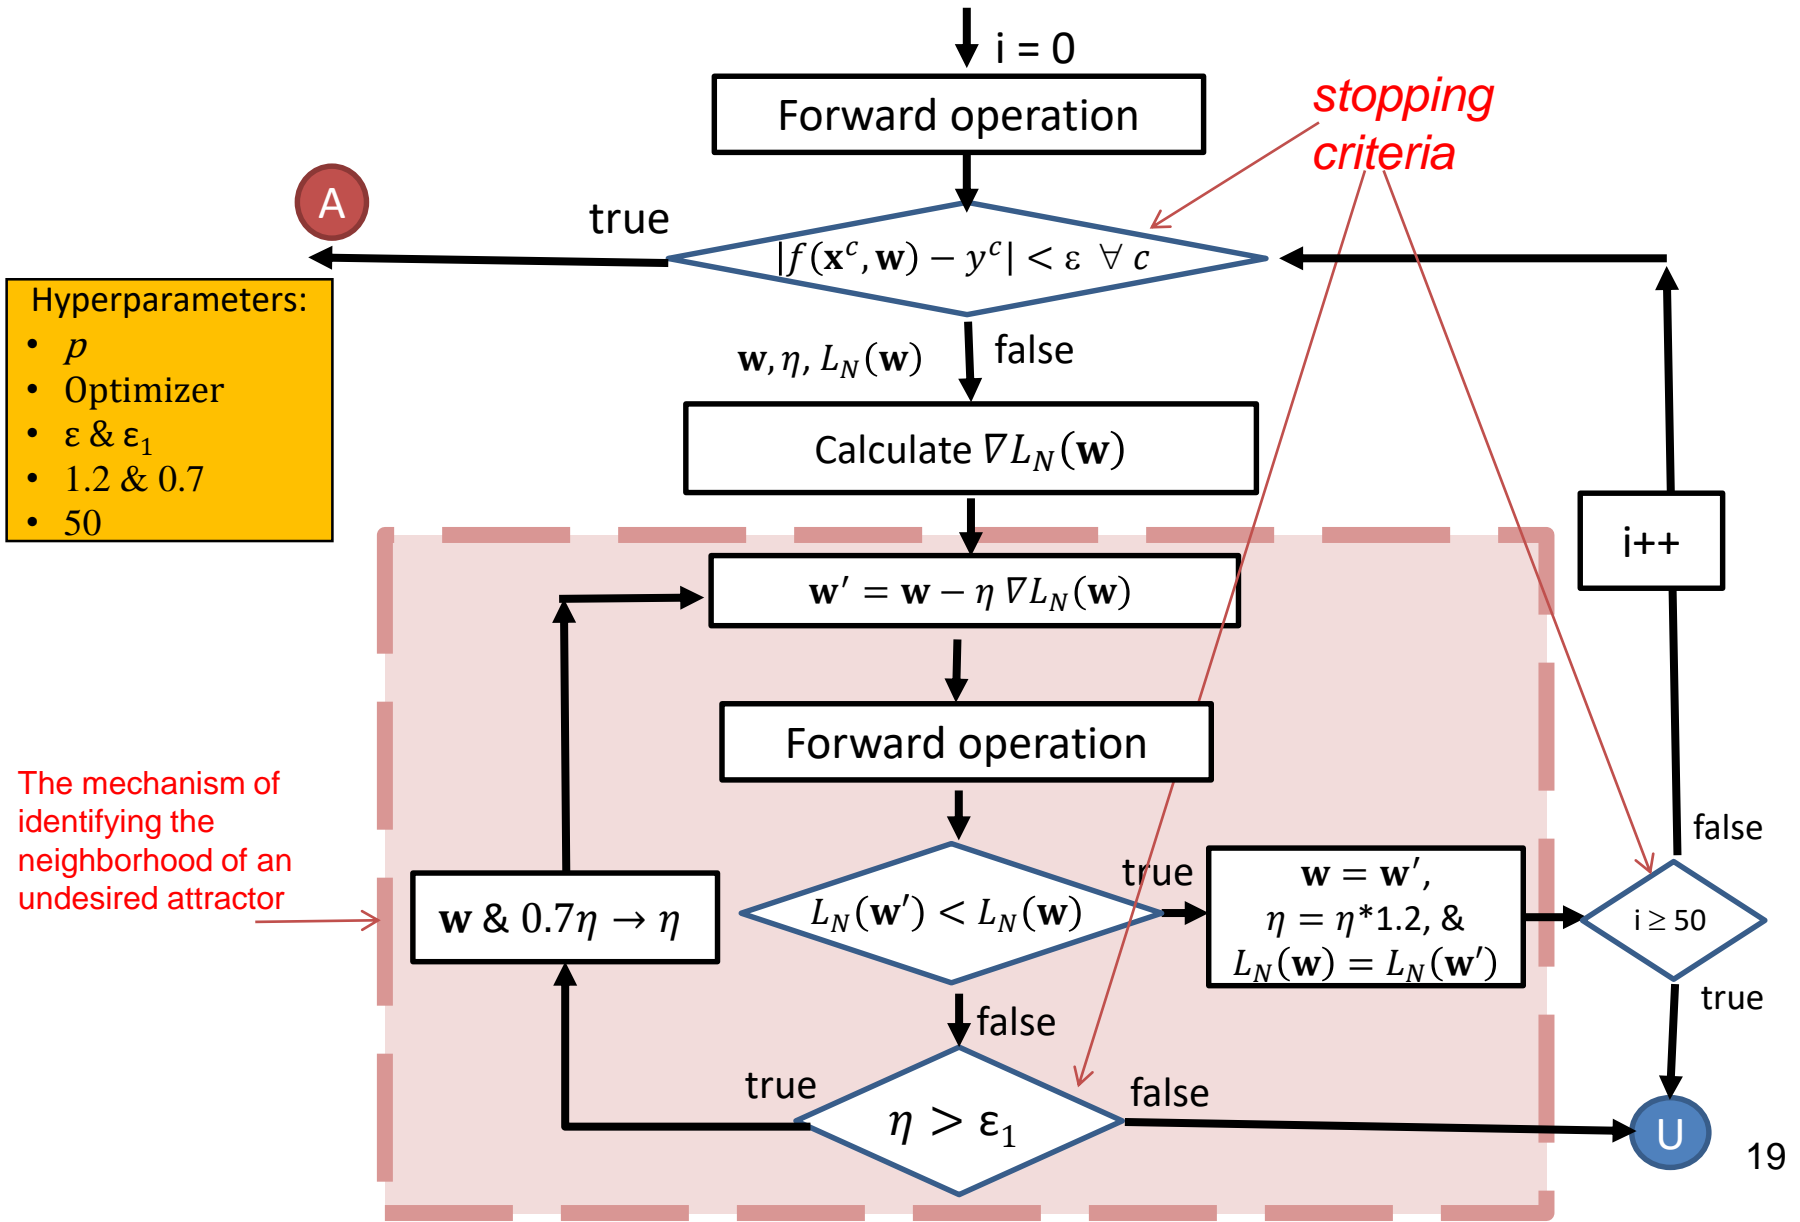 i = 0
Forward operation
stopping
criteria
A
true
|f(𝐱ᶜ, 𝐰) − yᶜ| < ε ∀ c
Hyperparameters:
• p
• Optimizer
• ε & ε₁
• 1.2 & 0.7
• 50
𝐰, η, L_N(𝐰)
false
Calculate ∇L_N(𝐰)
i++
𝐰′ = 𝐰 − η ∇L_N(𝐰)
Forward operation
The mechanism of
identifying the
neighborhood of an
undesired attractor
𝐰 & 0.7η → η
L_N(𝐰′) < L_N(𝐰)
true
𝐰 = 𝐰′,
η = η*1.2, &
L_N(𝐰) = L_N(𝐰′)
false
i ≥ 50
true
false
true
η > ε₁
false
U
19